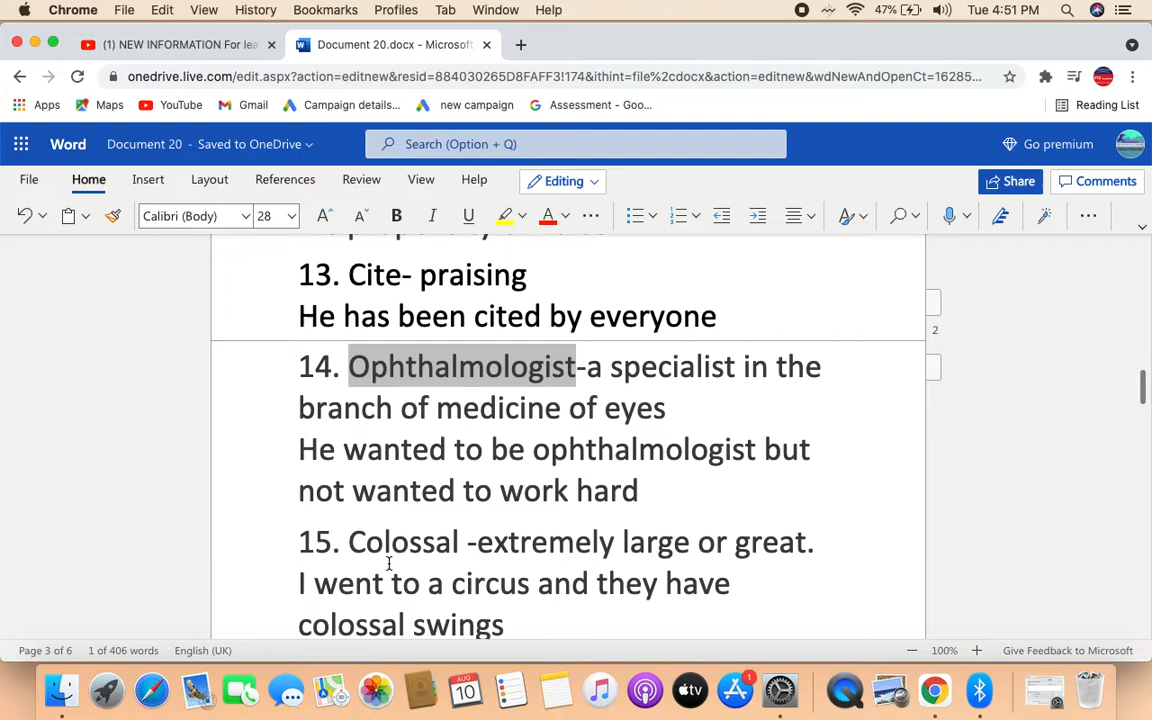 Chrome File Edit View History Bookmarks Profiles Tab Window Help 47% Tue 4:51 PM
(1) NEW INFORMATION For lea Document 20.docx - Microsoft
onedrive.live.com/edit.aspx?action=editnew&resid=884030265D8FAFF3!174&ithint=file%2cdocx&action=editnew&wdNewAndOpenCt=16285...
Apps Maps YouTube Gmail Campaign details... new campaign Assessment - Goo... Reading List
Word Document 20 - Saved to OneDrive Search (Option + Q) Go premium
File Home Insert Layout References Review View Help Editing Share Comments
Calibri (Body) 28 A A B I U A
13. Cite- praising
He has been cited by everyone
2
14. Ophthalmologist-a specialist in the
branch of medicine of eyes
He wanted to be ophthalmologist but
not wanted to work hard
15. Colossal -extremely large or great.
I went to a circus and they have
colossal swings
Page 3 of 6 1 of 406 words English (UK) 100% Give Feedback to Microsoft
AUG 10 tv 1